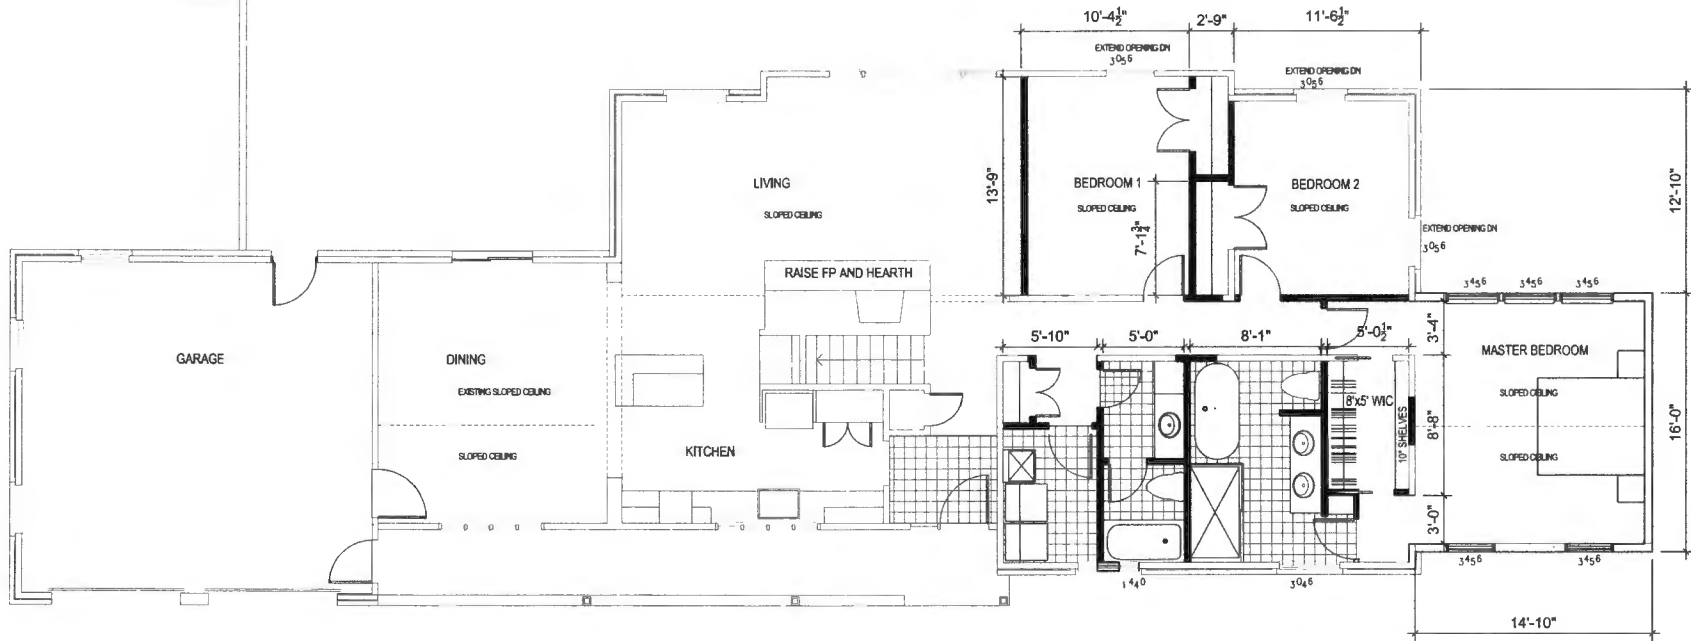 10'-4½"
2'-9"
11'-6½"
EXTEND OPENING DN
3⁰5⁶
EXTEND OPENING DN
3⁰5⁶
LIVING
SLOPED CEILING
13'-9"
BEDROOM 1
SLOPED CEILING
7'-1¾"
BEDROOM 2
SLOPED CEILING
12'-10"
EXTEND OPENING DN
3⁰5⁶
RAISE FP AND HEARTH
3⁴5⁶
3⁴5⁶
3⁴5⁶
GARAGE
DINING
EXISTING SLOPED CEILING
SLOPED CEILING
KITCHEN
5'-10"
5'-0"
8'-1"
5'-0½"
3'-4"
MASTER BEDROOM
SLOPED CEILING
8'x5' WIC
10" SHELVES
8'-8"
16'-0"
SLOPED CEILING
3'-0"
1⁴4⁰
3⁰4⁶
3⁴5⁶
3⁴5⁶
14'-10"